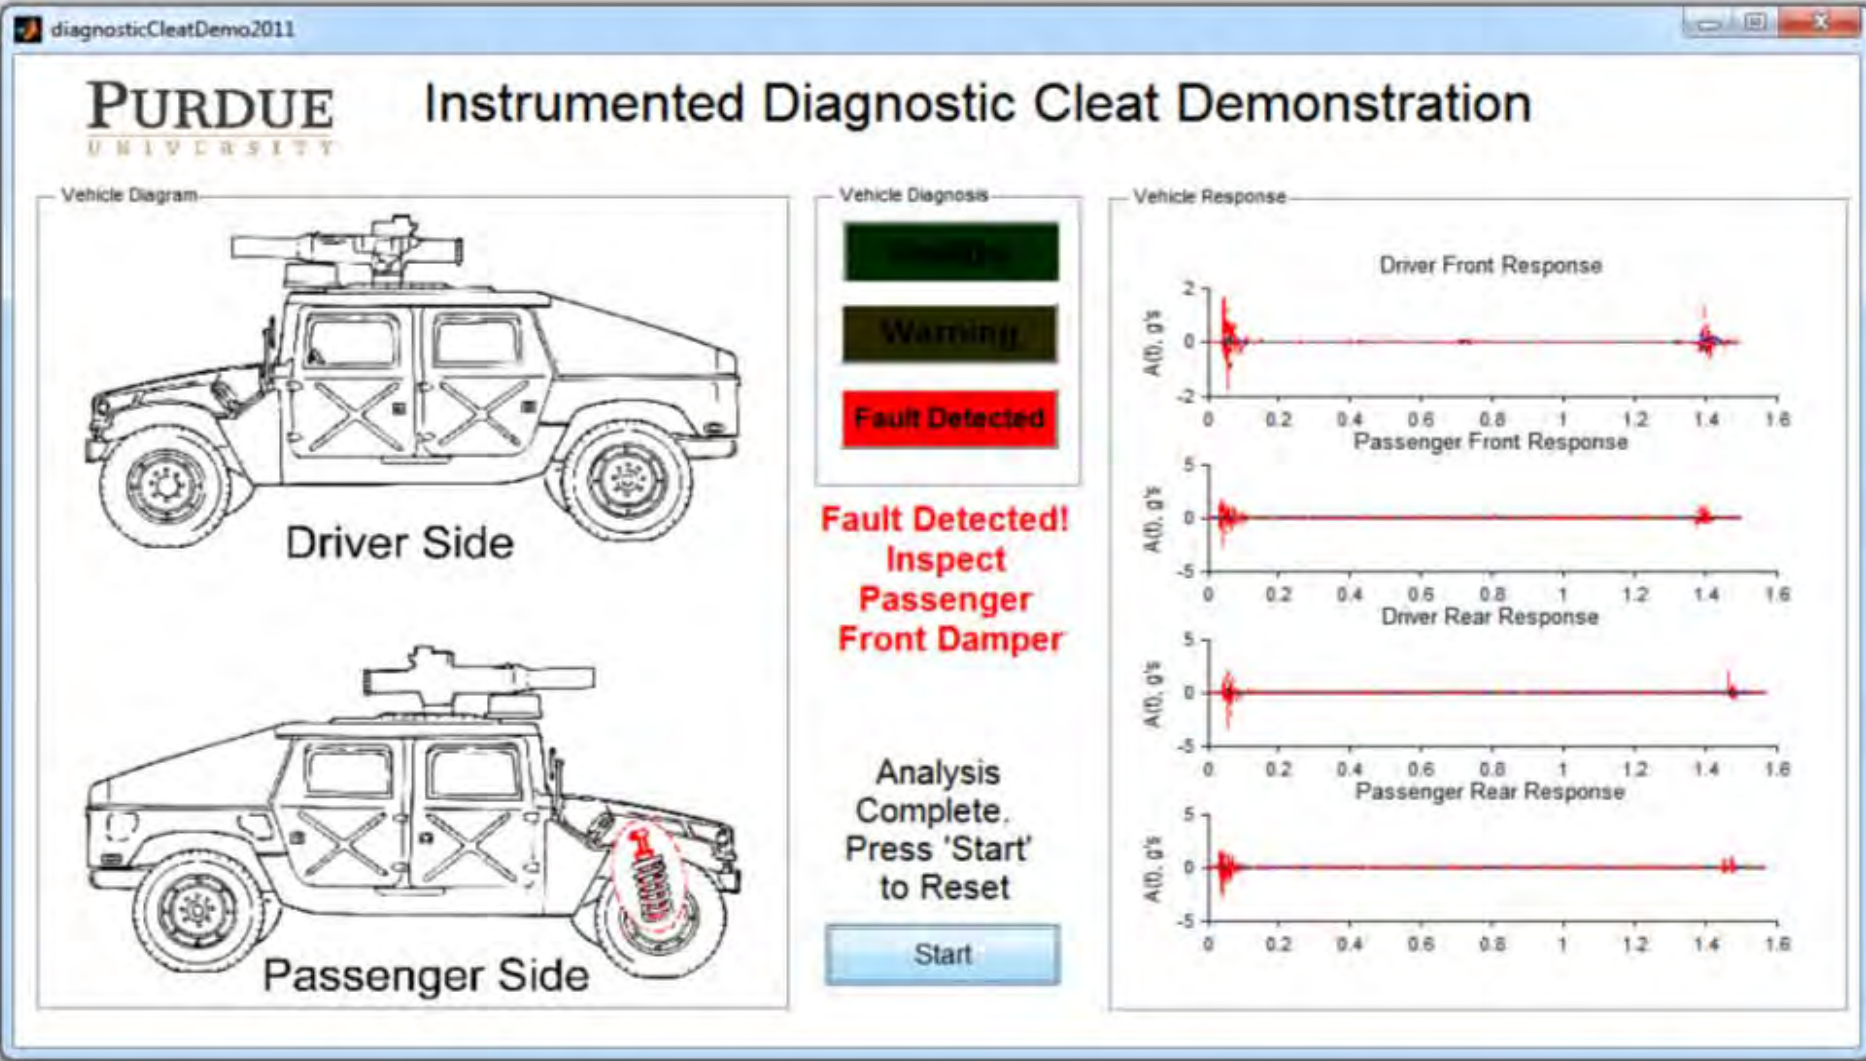 diagnosticCleatDemo2011
PURDUE
UNIVERSITY
Instrumented Diagnostic Cleat Demonstration
Vehicle Diagram
Driver Side
Passenger Side
Vehicle Diagnosis
Warning
Fault Detected
Fault Detected!
Inspect
Passenger
Front Damper
Analysis
Complete.
Press 'Start'
to Reset
Start
Vehicle Response
Driver Front Response
A(t), g's
2
0
-2
0 0.2 0.4 0.6 0.8 1 1.2 1.4 1.6
Passenger Front Response
A(t), g's
5
0
-5
0 0.2 0.4 0.6 0.8 1 1.2 1.4 1.6
Driver Rear Response
A(t), g's
5
0
-5
0 0.2 0.4 0.6 0.8 1 1.2 1.4 1.6
Passenger Rear Response
A(t), g's
5
0
-5
0 0.2 0.4 0.6 0.8 1 1.2 1.4 1.6